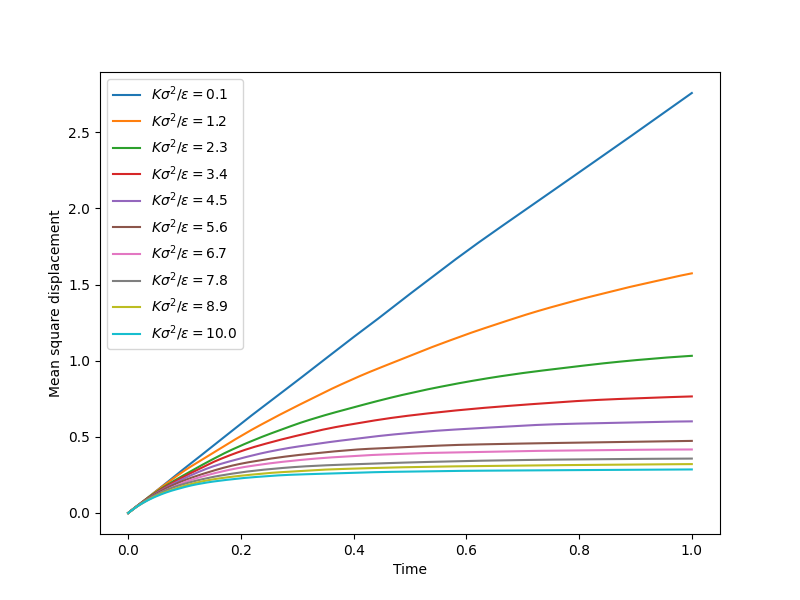 Kσ²/ε = 0.1
Kσ²/ε = 1.2
Kσ²/ε = 2.3
Kσ²/ε = 3.4
Kσ²/ε = 4.5
Kσ²/ε = 5.6
Kσ²/ε = 6.7
Kσ²/ε = 7.8
Kσ²/ε = 8.9
Kσ²/ε = 10.0
Mean square displacement
2.5
2.0
1.5
1.0
0.5
0.0
0.0 0.2 0.4 0.6 0.8 1.0
Time